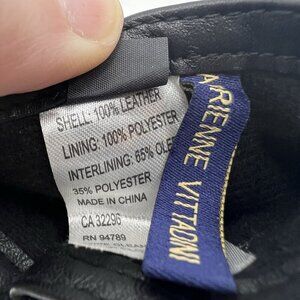 SHELL: 100% LEATHER
LINING: 100% POLYESTER
INTERLINING: 65% OLE
35% POLYESTER
MADE IN CHINA
CA 32296
RN 94789
RIENNE VITTADINI